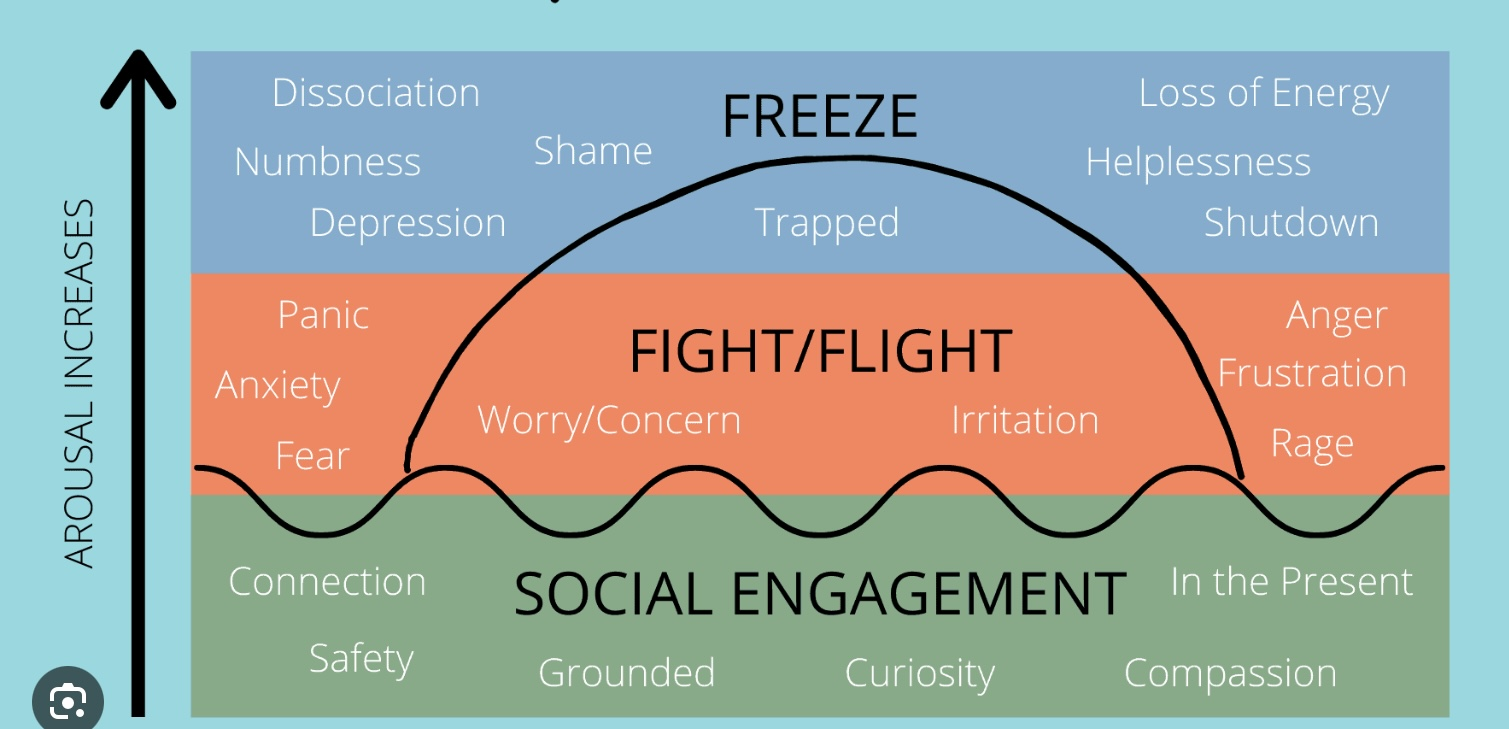 AROUSAL INCREASES
Dissociation
FREEZE
Loss of Energy
Numbness
Shame
Helplessness
Depression
Trapped
Shutdown
Panic
Anger
FIGHT/FLIGHT
Anxiety
Frustration
Worry/Concern
Irritation
Fear
Rage
Connection
SOCIAL ENGAGEMENT
In the Present
Safety
Grounded
Curiosity
Compassion